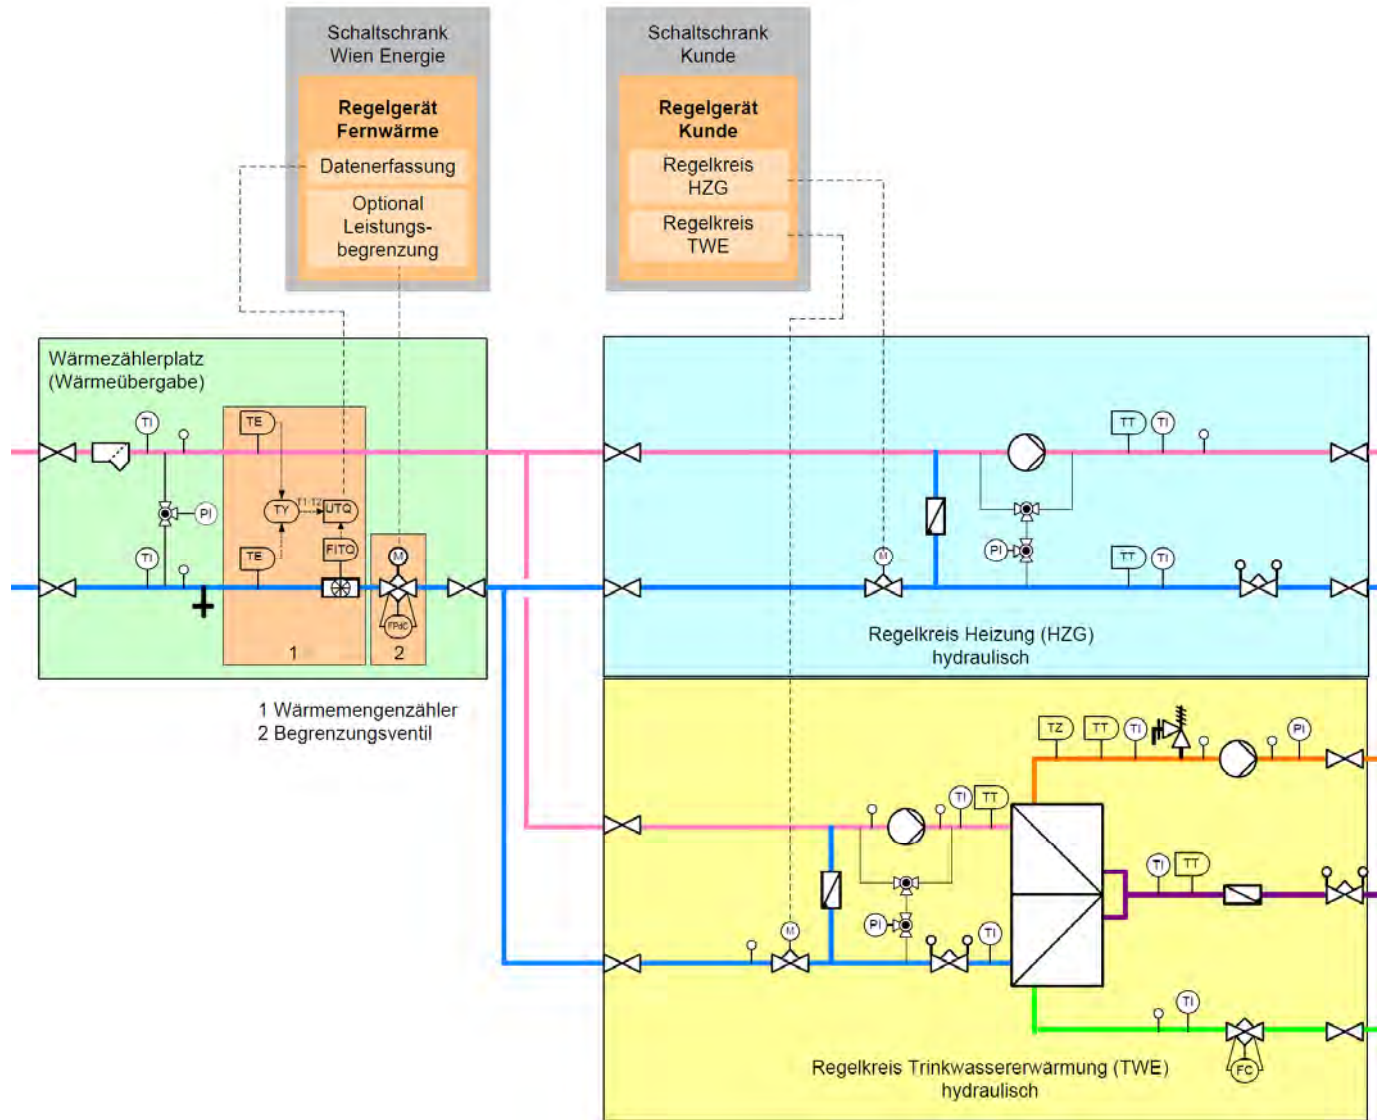 Schaltschrank
Wien Energie
Regelgerät
Fernwärme
Datenerfassung
Optional
Leistungs-
begrenzung
Schaltschrank
Kunde
Regelgerät
Kunde
Regelkreis
HZG
Regelkreis
TWE
Wärmezählerplatz
(Wärmeübergabe)
TI
TE
TY
T1-T2
UTQ
PI
TI
TE
FITQ
M
FPdC
1
2
1 Wärmemengenzähler
2 Begrenzungsventil
TT
TI
PI
M
TT
TI
Regelkreis Heizung (HZG)
hydraulisch
TZ
TT
TI
PI
TI
TT
TI
TT
PI
M
TI
TI
FC
Regelkreis Trinkwassererwärmung (TWE)
hydraulisch